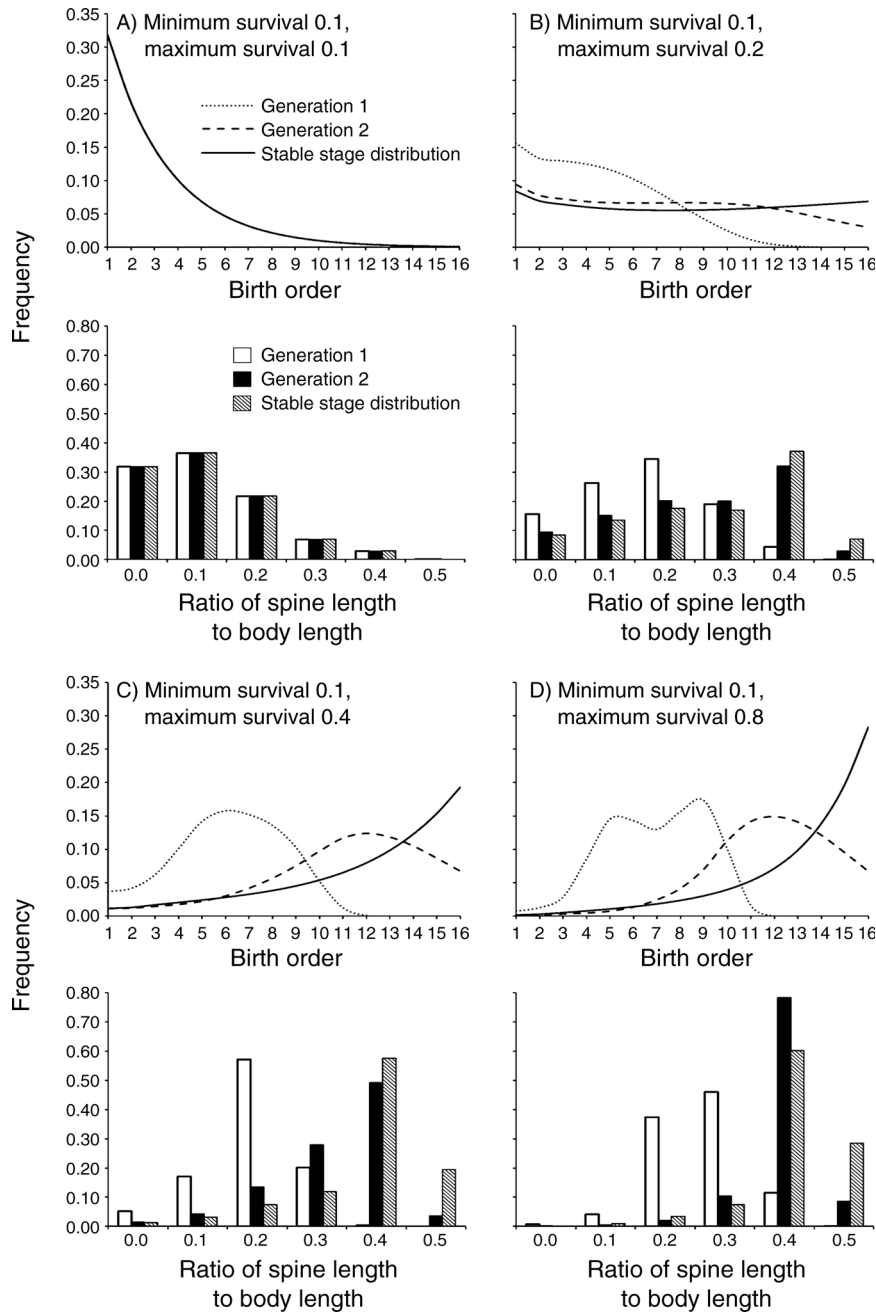 A) Minimum survival 0.1,
maximum survival 0.1
0.35
0.30
0.25
0.20
0.15
0.10
0.05
0.00
Generation 1
Generation 2
Stable stage distribution
1 2 3 4 5 6 7 8 9 10 11 12 13 14 15 16
Birth order
B) Minimum survival 0.1,
maximum survival 0.2
1 2 3 4 5 6 7 8 9 10 11 12 13 14 15 16
Birth order
Frequency
0.80
0.70
0.60
0.50
0.40
0.30
0.20
0.10
0.00
Generation 1
Generation 2
Stable stage distribution
0.0 0.1 0.2 0.3 0.4 0.5
Ratio of spine length
to body length
0.0 0.1 0.2 0.3 0.4 0.5
Ratio of spine length
to body length
C) Minimum survival 0.1,
maximum survival 0.4
0.35
0.30
0.25
0.20
0.15
0.10
0.05
0.00
1 2 3 4 5 6 7 8 9 10 11 12 13 14 15 16
Birth order
D) Minimum survival 0.1,
maximum survival 0.8
1 2 3 4 5 6 7 8 9 10 11 12 13 14 15 16
Birth order
Frequency
0.80
0.70
0.60
0.50
0.40
0.30
0.20
0.10
0.00
0.0 0.1 0.2 0.3 0.4 0.5
Ratio of spine length
to body length
0.0 0.1 0.2 0.3 0.4 0.5
Ratio of spine length
to body length